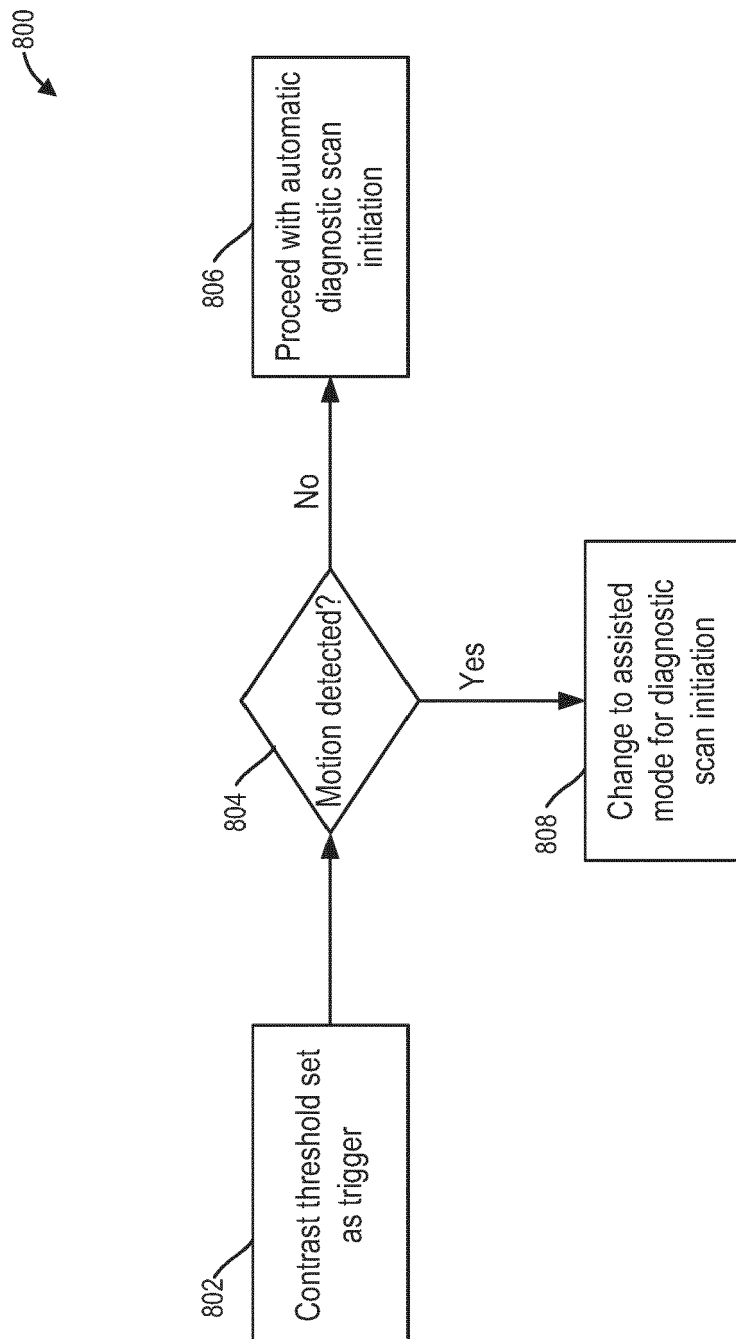 800
802
Contrast threshold set
as trigger
804
Motion detected?
No
806
Proceed with automatic
diagnostic scan
initiation
Yes
808
Change to assisted
mode for diagnostic
scan initiation